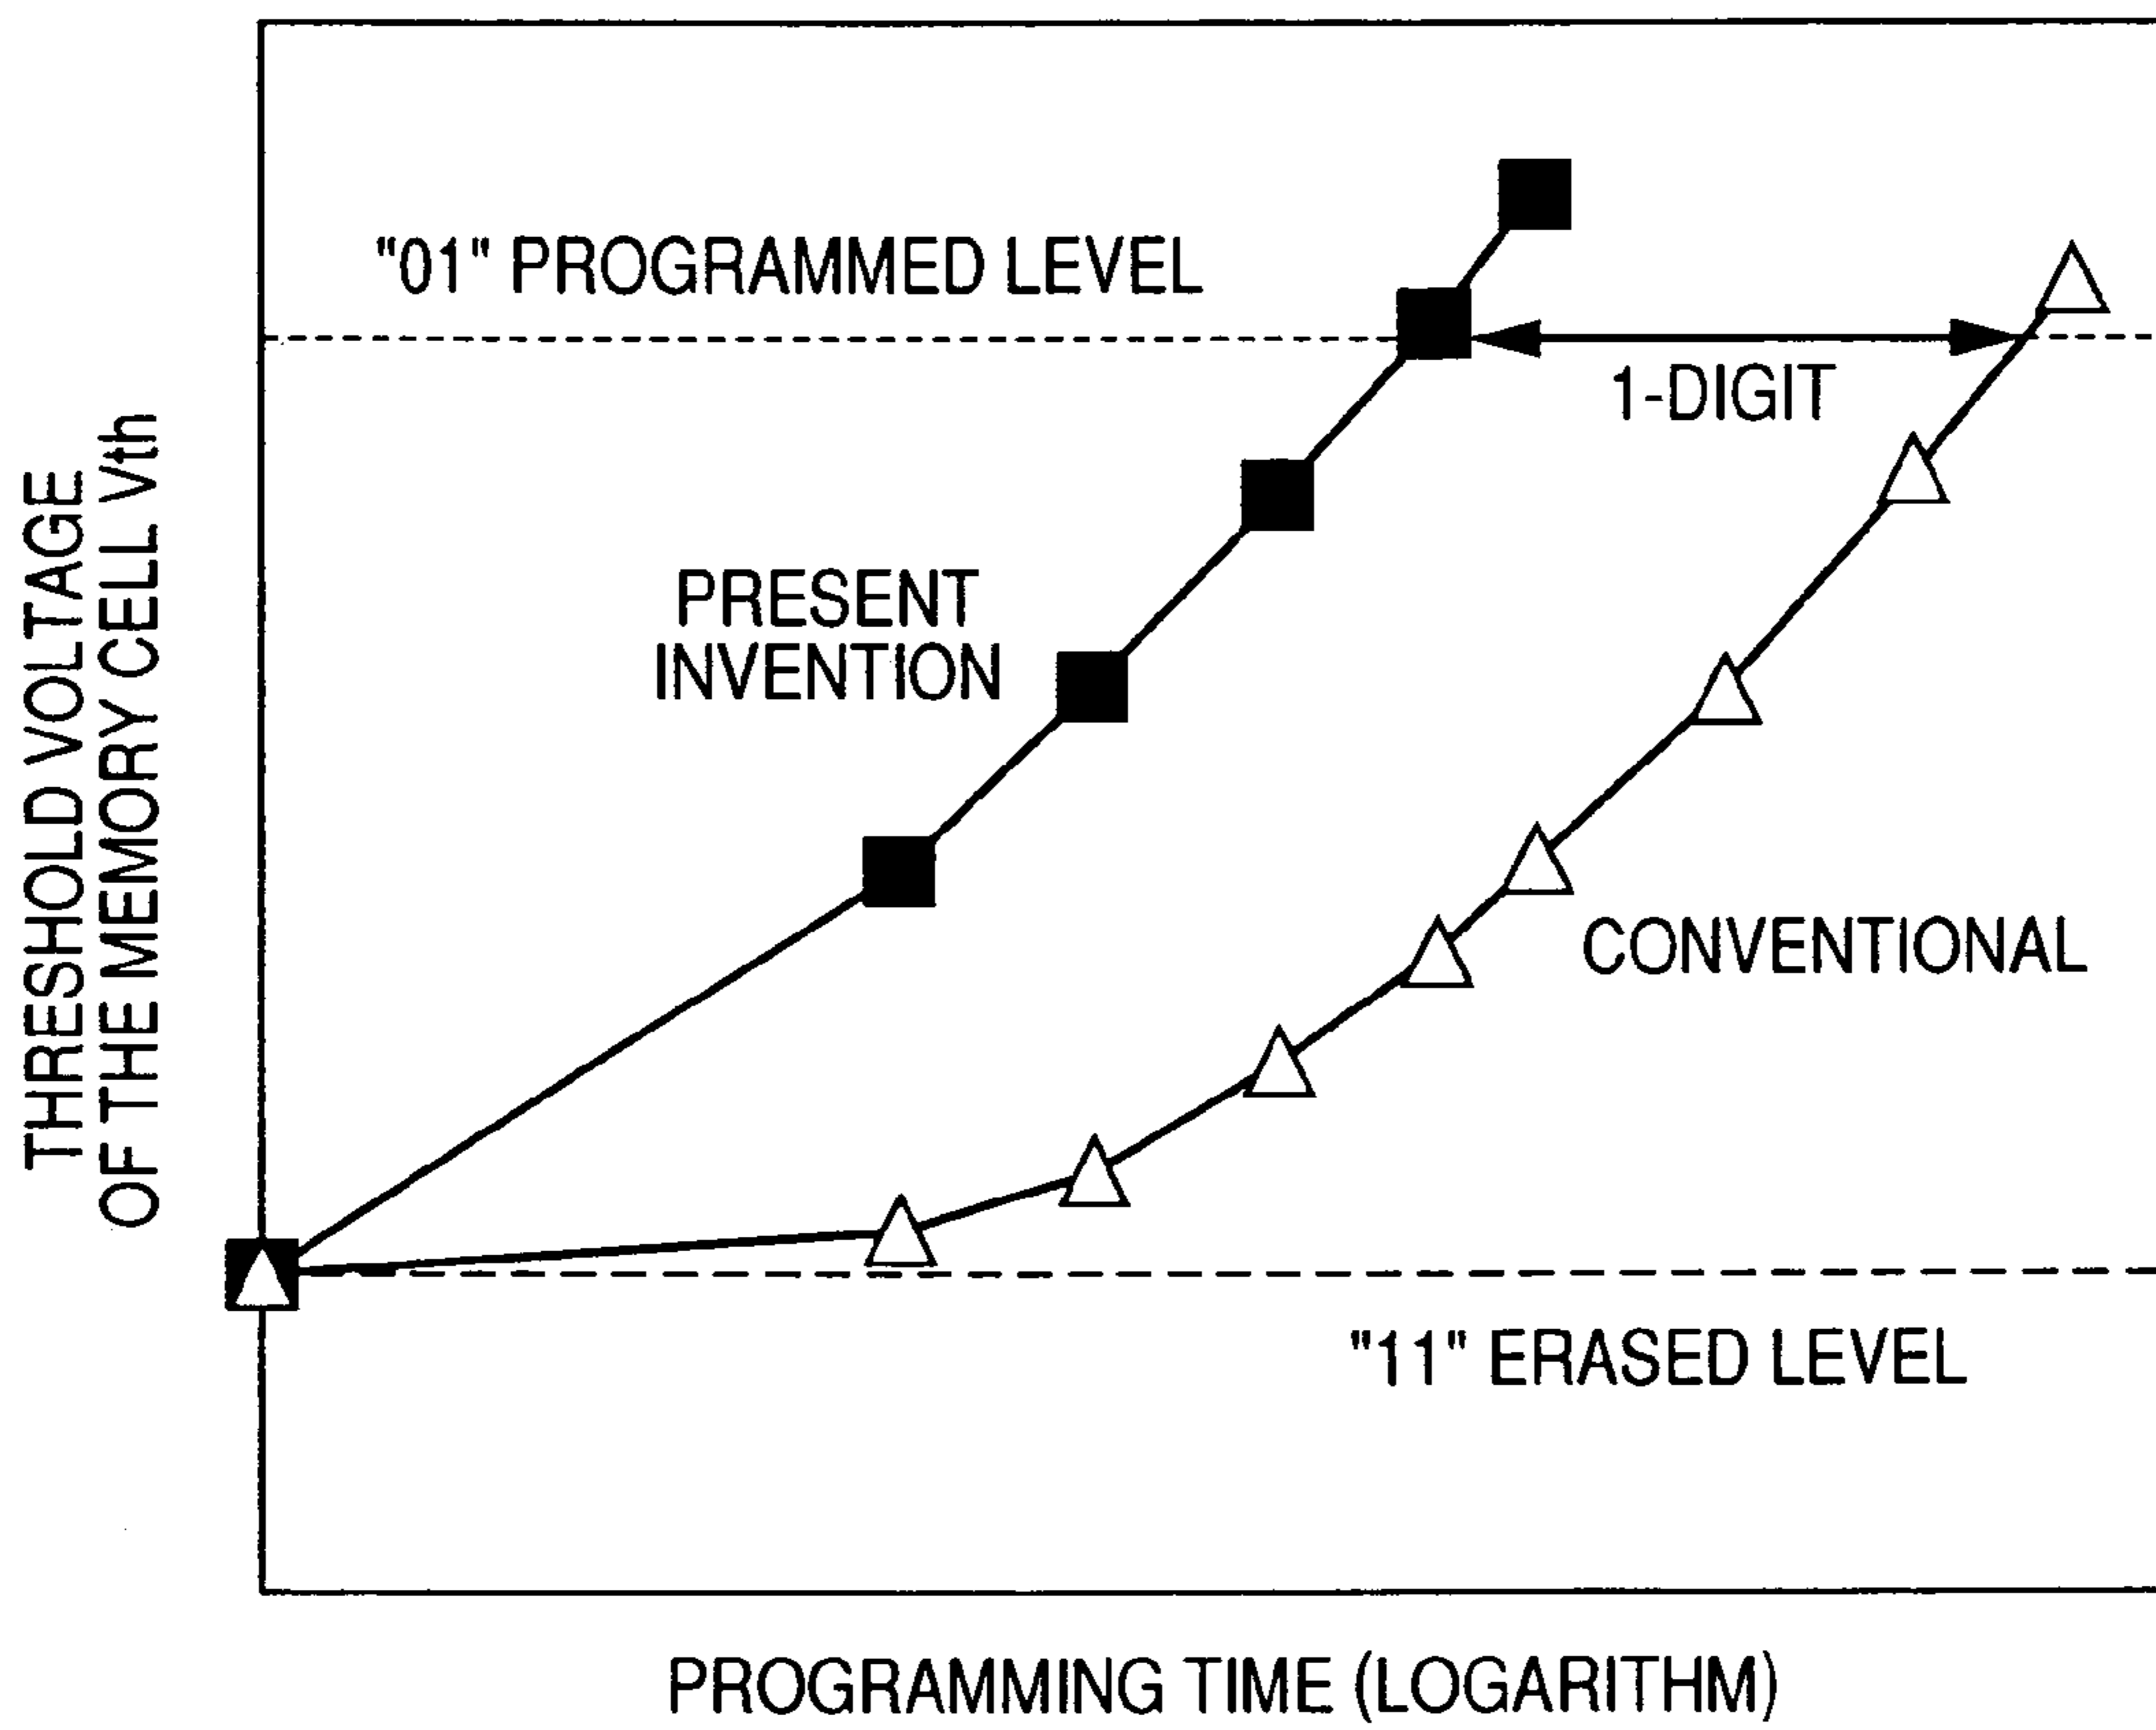 "01" PROGRAMMED LEVEL
1-DIGIT
PRESENT
INVENTION
CONVENTIONAL
"11" ERASED LEVEL
THRESHOLD VOLTAGE
OF THE MEMORY CELL Vth
PROGRAMMING TIME (LOGARITHM)